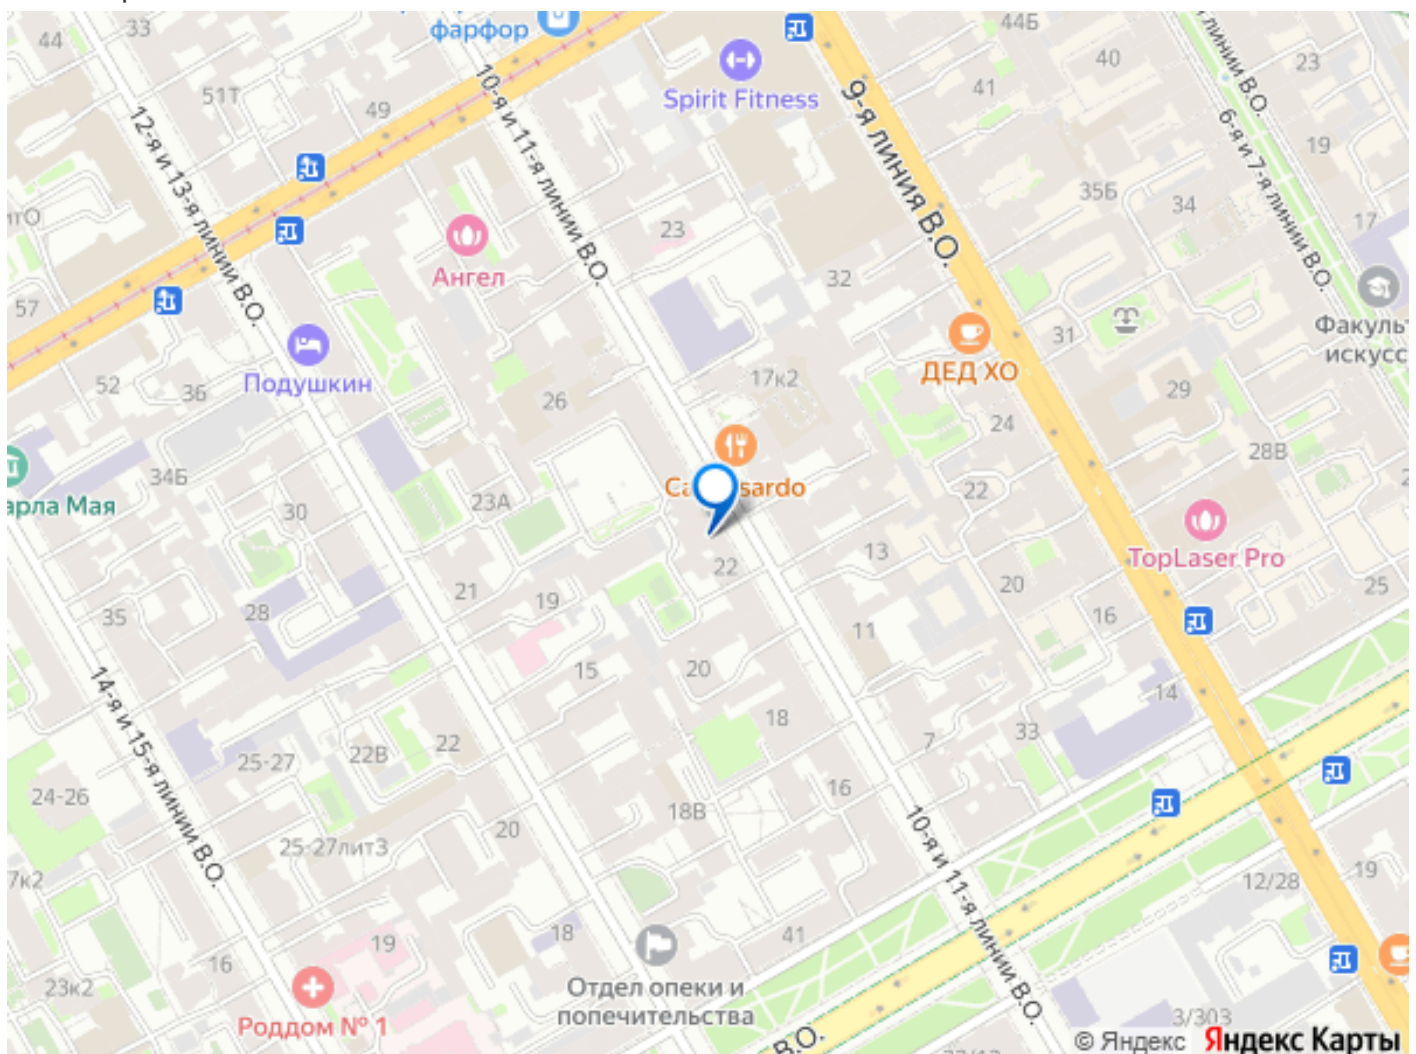 фарфор
33
44
44Б
40
23
51Т
49
41
Spirit Fitness
12-я и 13-я линии В.О.
10-я и 11-я линии В.О.
9-я линия В.О.
линии В.О.
6-я и 7-я линии В.О.
19
35Б
34
17
23
Ангел
32
57
31
Факуль
искусс
Подушкин
52
36
26
17к2
ДЕД ХО
29
24
28В
34Б
23А
22
арла Мая
30
sardo
TopLaser Pro
13
22
20
25
21
19
16
35
28
11
15
20
14
14-я и 15-я линии В.О.
18
33
7
25-27
22В
22
24-26
16
18В
20
25-27лит3
10-я и 11-я линии В.О.
7к2
12/28
19
18
41
19
16
23к2
Отдел опеки и
попечительства
Роддом № 1
3/303
В.О.
© Яндекс Яндекс Карты